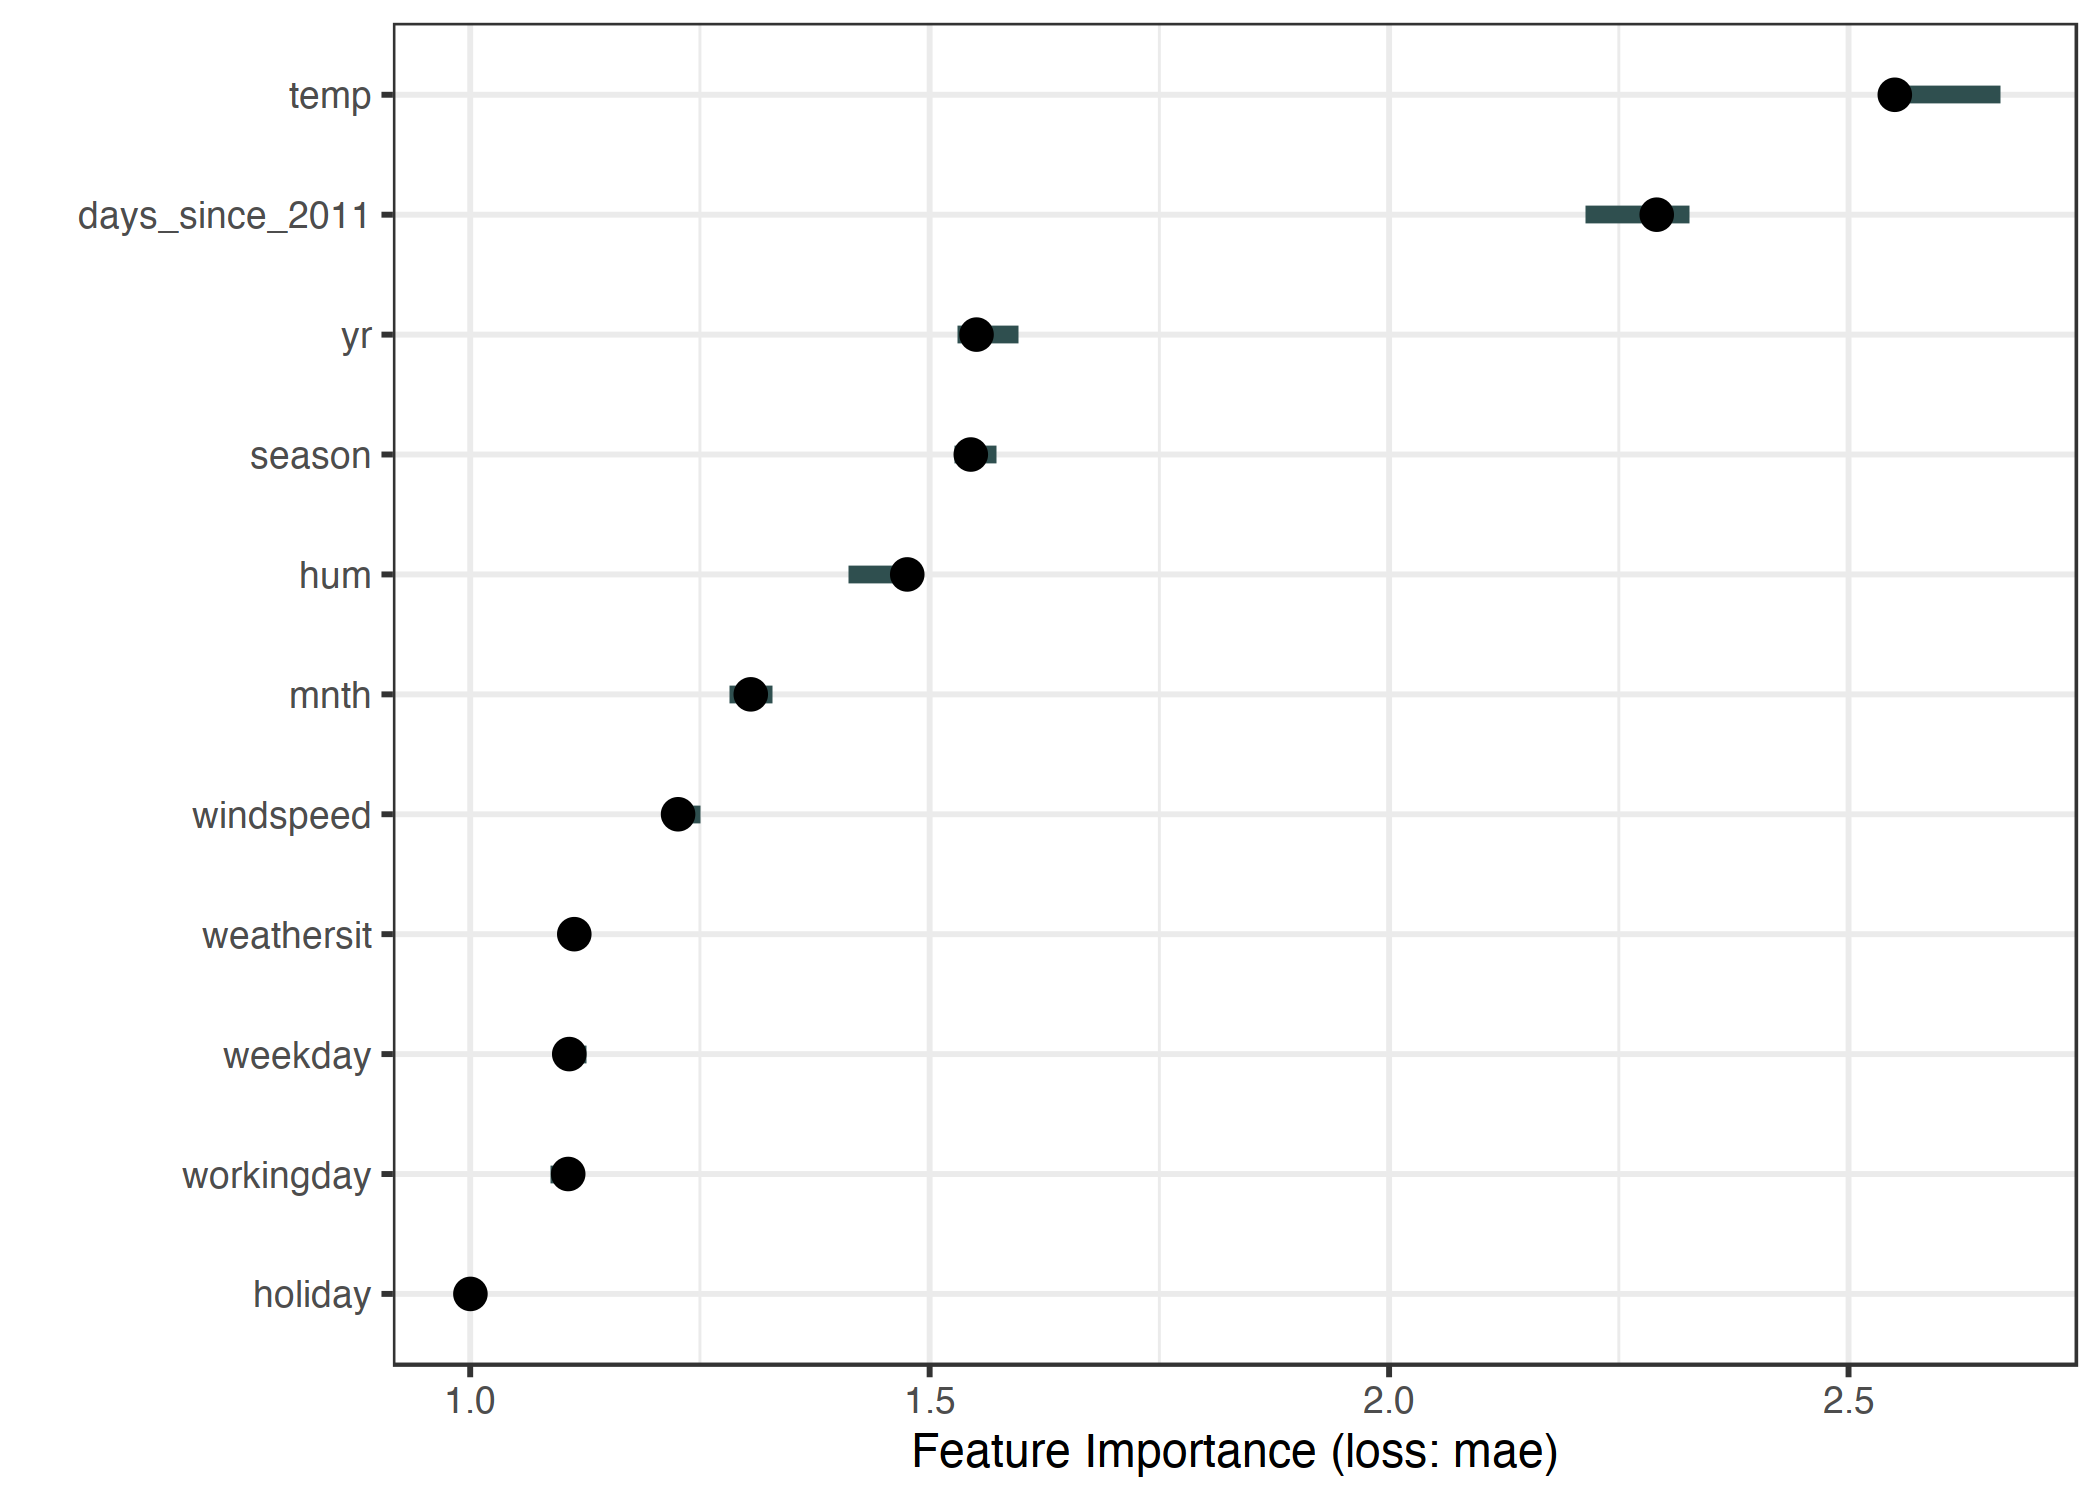 temp
days_since_2011
yr
season
hum
mnth
windspeed
weathersit
weekday
workingday
holiday
1.0 1.5 2.0 2.5
Feature Importance (loss: mae)